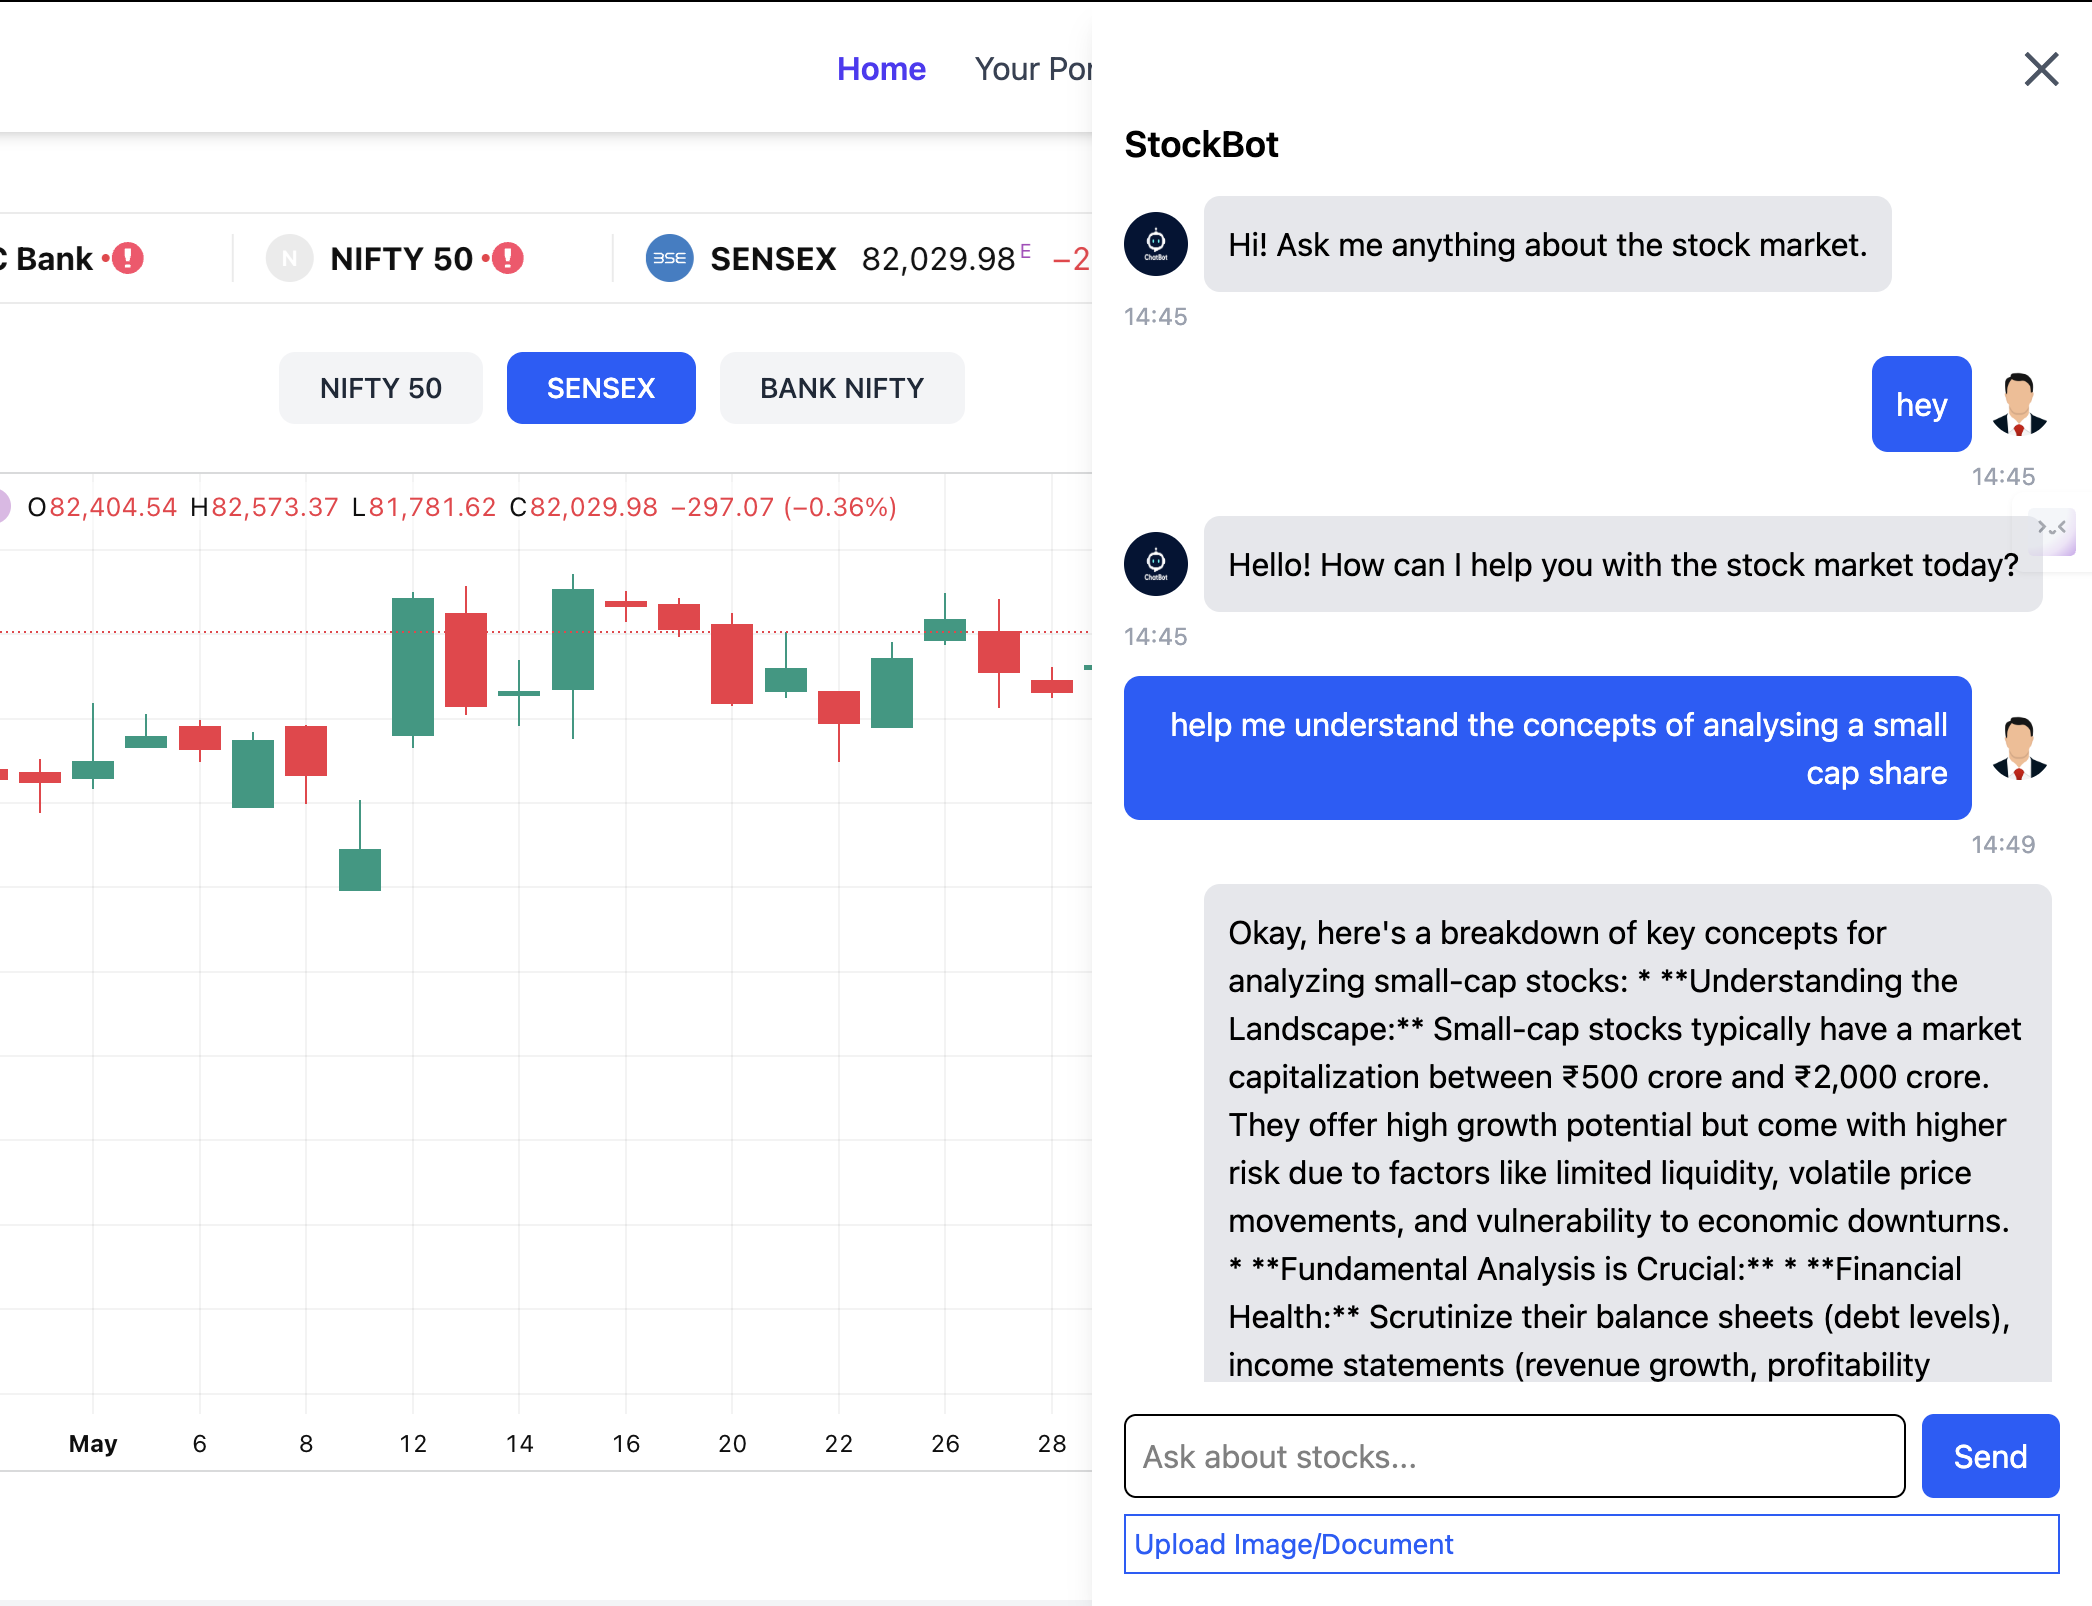 Home Your Por
StockBot
C Bank
N NIFTY 50
BSE SENSEX 82,029.98 E −2
NIFTY 50
SENSEX
BANK NIFTY
O82,404.54 H82,573.37 L81,781.62 C82,029.98 −297.07 (−0.36%)
May 6 8 12 14 16 20 22 26 28
ChatBot
Hi! Ask me anything about the stock market.
14:45
hey
14:45
ChatBot
Hello! How can I help you with the stock market today?
14:45
help me understand the concepts of analysing a small
cap share
14:49
Okay, here's a breakdown of key concepts for
analyzing small-cap stocks: * **Understanding the
Landscape:** Small-cap stocks typically have a market
capitalization between ₹500 crore and ₹2,000 crore.
They offer high growth potential but come with higher
risk due to factors like limited liquidity, volatile price
movements, and vulnerability to economic downturns.
* **Fundamental Analysis is Crucial:** * **Financial
Health:** Scrutinize their balance sheets (debt levels),
income statements (revenue growth, profitability
Ask about stocks...
Send
Upload Image/Document